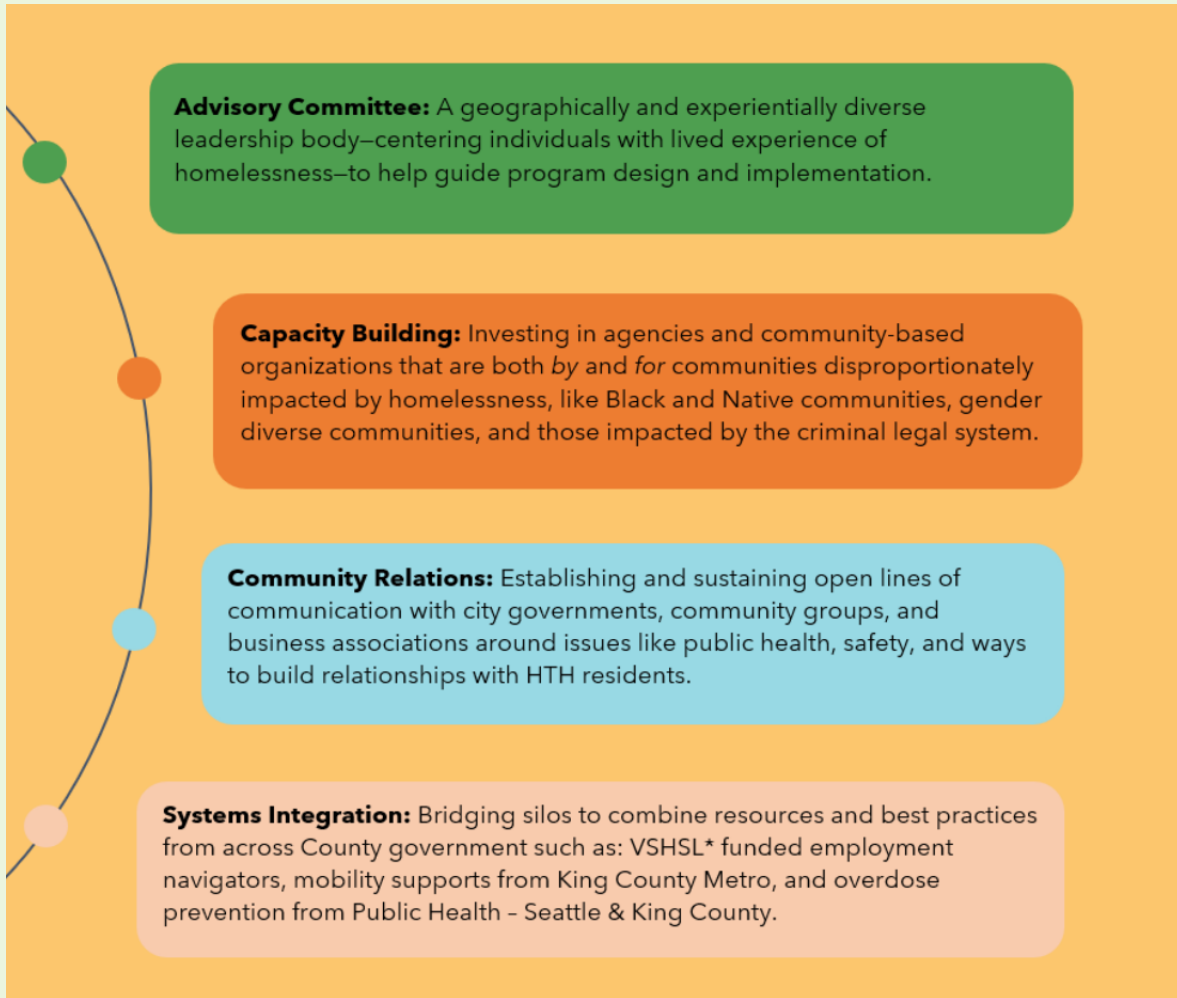 Advisory Committee: A geographically and experientially diverse
leadership body—centering individuals with lived experience of
homelessness—to help guide program design and implementation.
Capacity Building: Investing in agencies and community-based
organizations that are both by and for communities disproportionately
impacted by homelessness, like Black and Native communities, gender
diverse communities, and those impacted by the criminal legal system.
Community Relations: Establishing and sustaining open lines of
communication with city governments, community groups, and
business associations around issues like public health, safety, and ways
to build relationships with HTH residents.
Systems Integration: Bridging silos to combine resources and best practices
from across County government such as: VSHSL* funded employment
navigators, mobility supports from King County Metro, and overdose
prevention from Public Health – Seattle & King County.